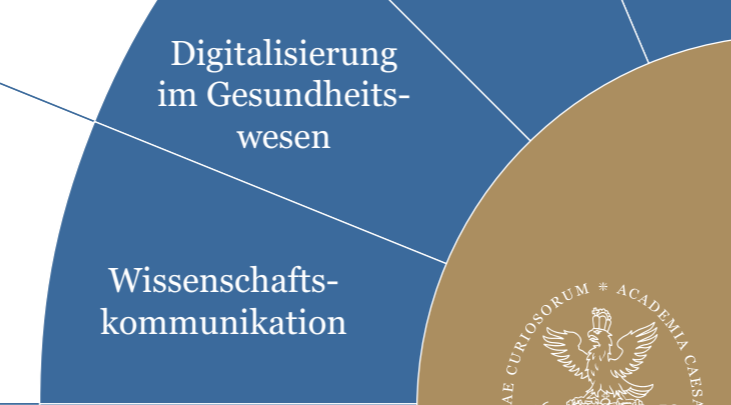 Digitalisierung
im Gesundheits-
wesen
Wissenschafts-
kommunikation
AE CURIOSORUM * ACADEMIA CAESA